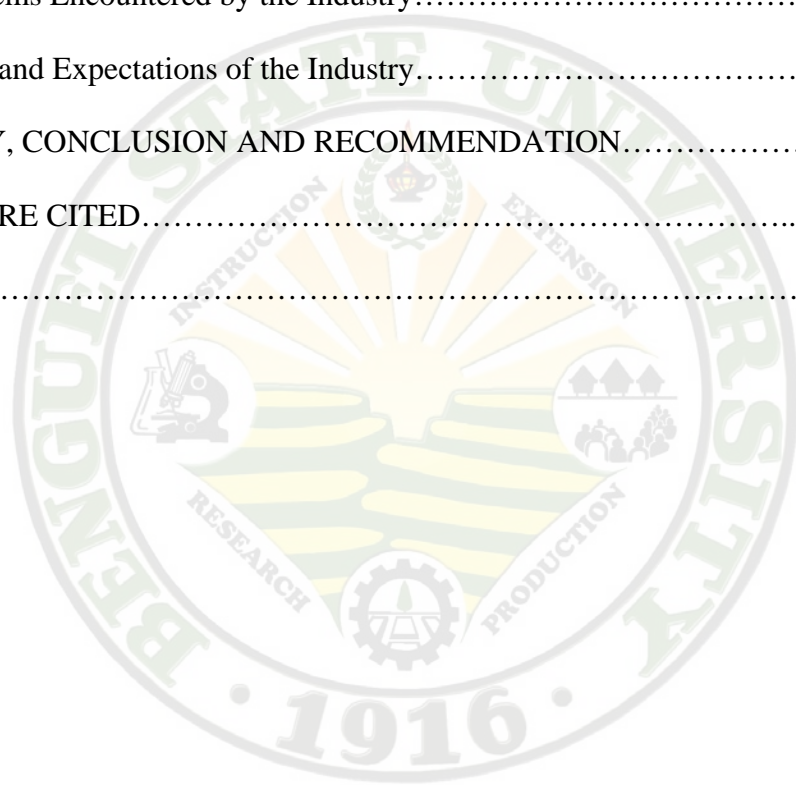 ems Encountered by the Industry……………………………………
and Expectations of the Industry……………………………………
Y, CONCLUSION AND RECOMMENDATION………………
RE CITED…………………………………………………………..
……………………………………………………………………
BENGUET STATE UNIVERSITY
INSTRUCTION
EXTENSION
RESEARCH
PRODUCTION
· 1916 ·